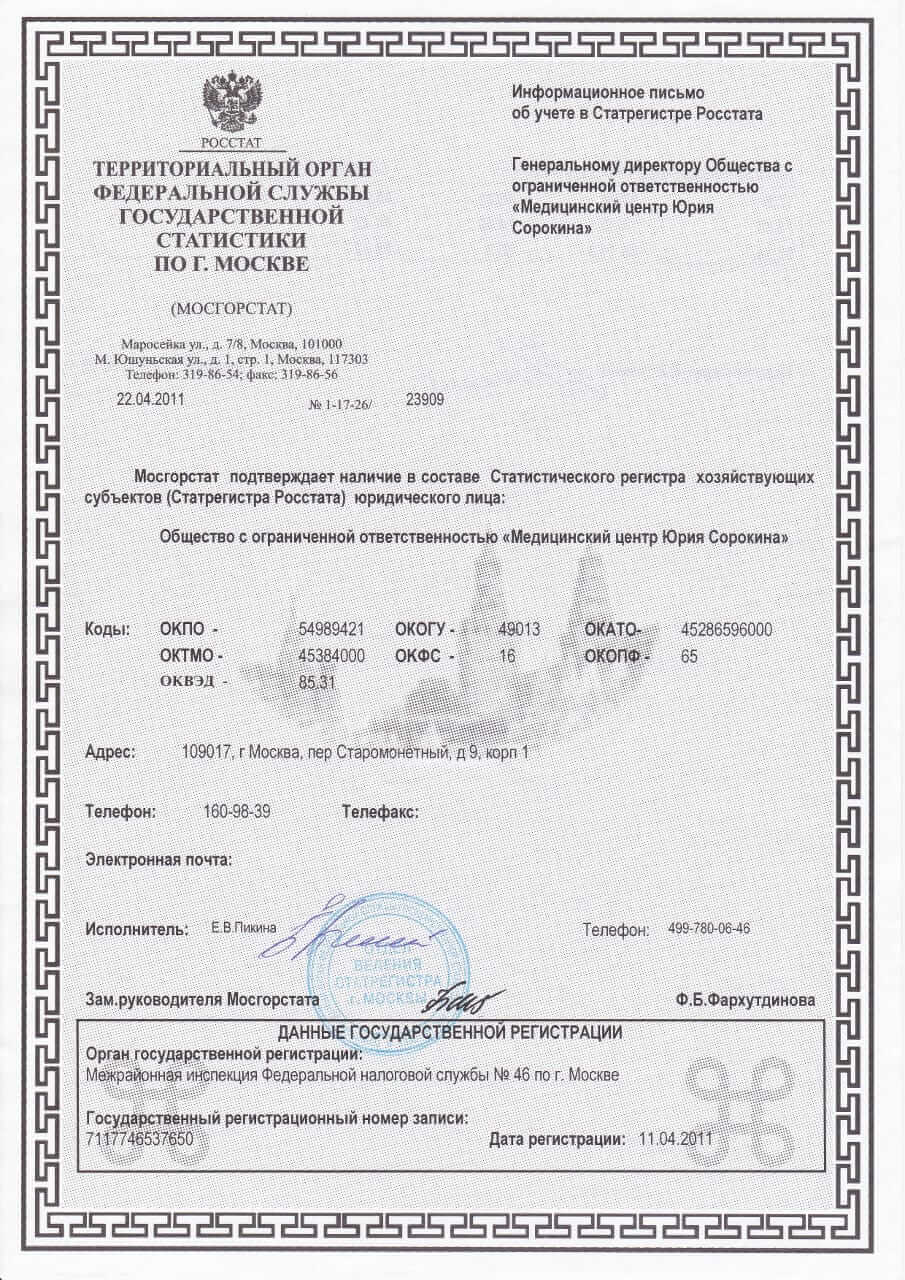 РОССТАТ
ТЕРРИТОРИАЛЬНЫЙ ОРГАН
ФЕДЕРАЛЬНОЙ СЛУЖБЫ
ГОСУДАРСТВЕННОЙ
СТАТИСТИКИ
ПО Г. МОСКВЕ
(МОСГОРСТАТ)
Маросейка ул., д. 7/8, Москва, 101000
М. Юшуньская ул., д. 1, стр. 1, Москва, 117303
Телефон: 319-86-54; факс: 319-86-56
22.04.2011 № 1-17-26/ 23909
Информационное письмо
об учете в Статрегистре Росстата
Генеральному директору Общества с
ограниченной ответственностью
«Медицинский центр Юрия
Сорокина»
Мосгорстат подтверждает наличие в составе Статистического регистра хозяйствующих
субъектов (Статрегистра Росстата) юридического лица:
Общество с ограниченной ответственностью «Медицинский центр Юрия Сорокина»
Коды: ОКПО - 54989421 ОКОГУ - 49013 ОКАТО- 45286596000
ОКТМО - 45384000 ОКФС - 16 ОКОПФ - 65
ОКВЭД - 85.31
Адрес: 109017, г Москва, пер Старомонетный, д 9, корп 1
Телефон: 160-98-39 Телефакс:
Электронная почта:
Исполнитель: Е.В.Пикина Телефон: 499-780-06-46
ВЕДЕНИЯ
СТАТРЕГИСТРА
г. МОСКВЫ
Зам.руководителя Мосгорстата Ф.Б.Фархутдинова
ДАННЫЕ ГОСУДАРСТВЕННОЙ РЕГИСТРАЦИИ
Орган государственной регистрации:
Межрайонная инспекция Федеральной налоговой службы № 46 по г. Москве
Государственный регистрационный номер записи:
7117746537650 Дата регистрации: 11.04.2011